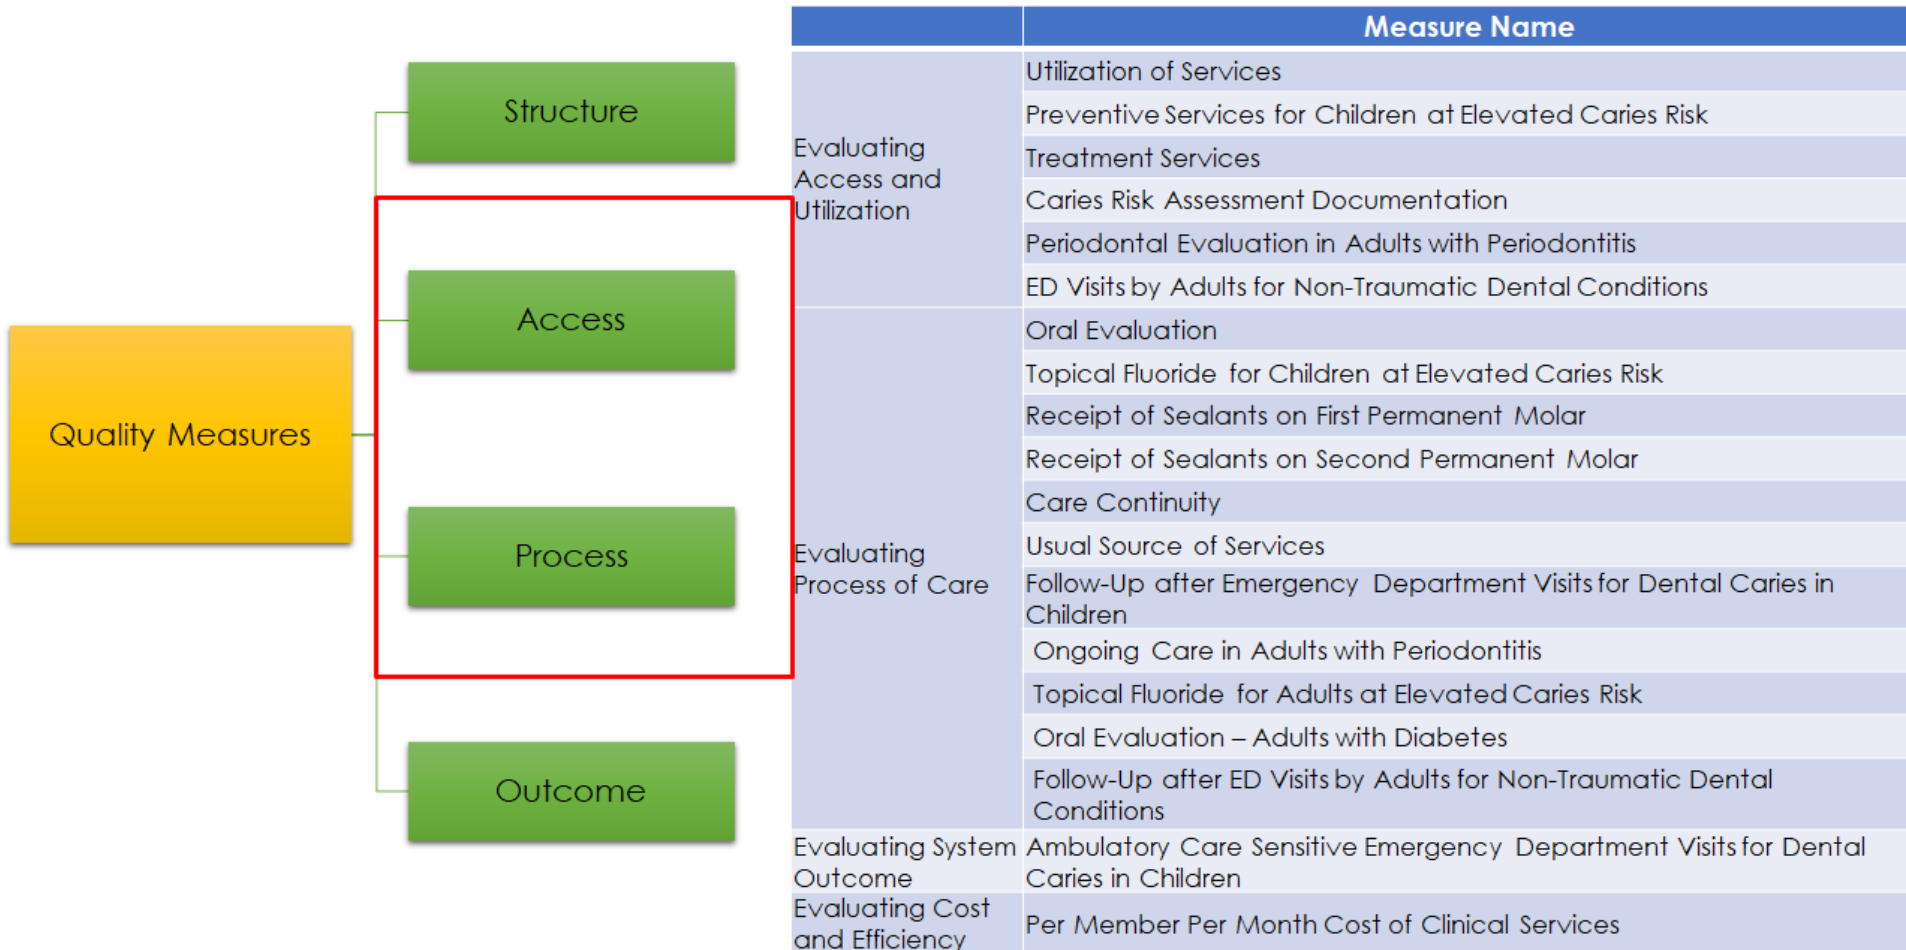 Quality Measures
Structure
Access
Process
Outcome
Measure Name
Evaluating
Access and
Utilization
Utilization of Services
Preventive Services for Children at Elevated Caries Risk
Treatment Services
Caries Risk Assessment Documentation
Periodontal Evaluation in Adults with Periodontitis
ED Visits by Adults for Non-Traumatic Dental Conditions
Evaluating
Process of Care
Oral Evaluation
Topical Fluoride for Children at Elevated Caries Risk
Receipt of Sealants on First Permanent Molar
Receipt of Sealants on Second Permanent Molar
Care Continuity
Usual Source of Services
Follow-Up after Emergency Department Visits for Dental Caries in
Children
Ongoing Care in Adults with Periodontitis
Topical Fluoride for Adults at Elevated Caries Risk
Oral Evaluation – Adults with Diabetes
Follow-Up after ED Visits by Adults for Non-Traumatic Dental
Conditions
Evaluating System
Outcome
Ambulatory Care Sensitive Emergency Department Visits for Dental
Caries in Children
Evaluating Cost
and Efficiency
Per Member Per Month Cost of Clinical Services